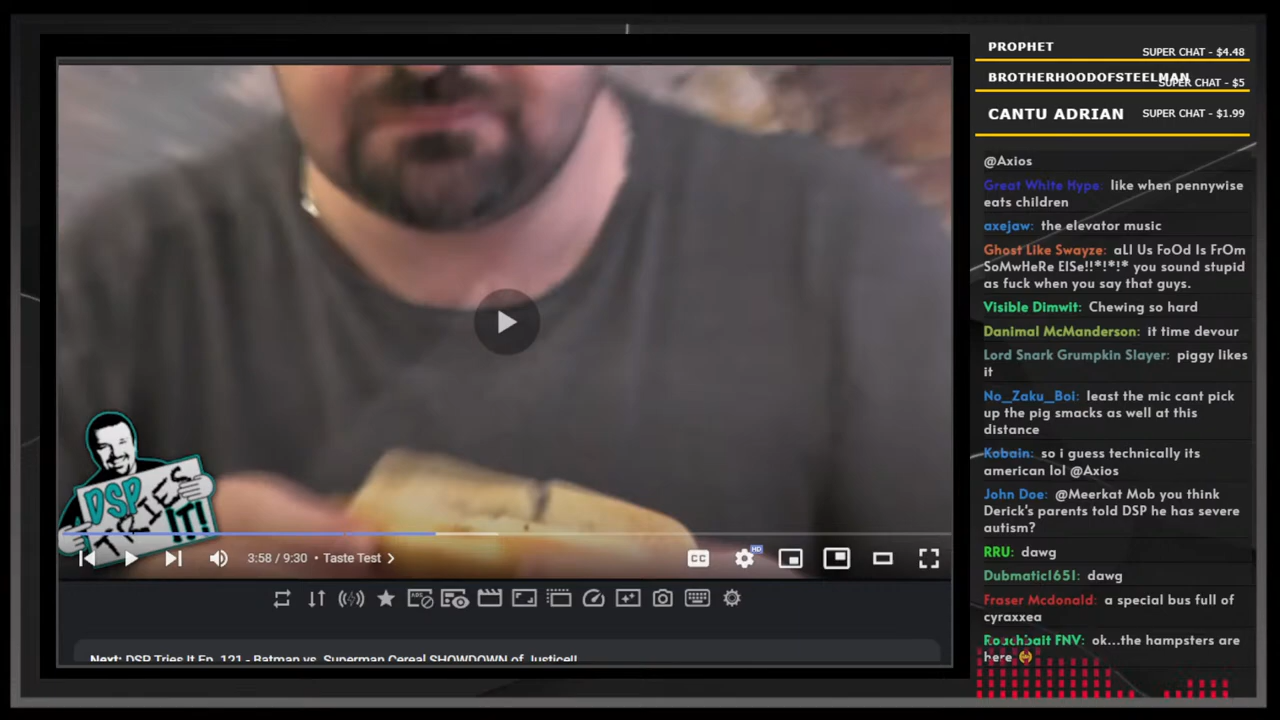 PROPHET
SUPER CHAT - $4.48
BROTHERHOODOFSTEELMAN
SUPER CHAT - $5
CANTU ADRIAN
SUPER CHAT - $1.99
@Axios
Great White Hype: like when pennywise
eats children
axejaw: the elevator music
Ghost Like Swayze: aLl Us FoOd Is FrOm
SoMwHeRe ElSe!!*!*!* you sound stupid
as fuck when you say that guys.
Visible Dimwit: Chewing so hard
Danimal McManderson: it time devour
Lord Snark Grumpkin Slayer: piggy likes
it
No_Zaku_Boi: least the mic cant pick
up the pig smacks as well at this
distance
Kobain: so i guess technically its
american lol @Axios
John Doe: @Meerkat Mob you think
Derick's parents told DSP he has severe
autism?
RRU: dawg
Dubmatic1651: dawg
Fraser Mcdonald: a special bus full of
cyraxxea
Roachbait FNV: ok...the hampsters are
here
DSP
TRIES
IT!
3:58 / 9:30 • Taste Test
CC
HD
ABC
Next: DSP Tries It Ep. 121 - Batman vs. Superman Cereal SHOWDOWN of Justice!!